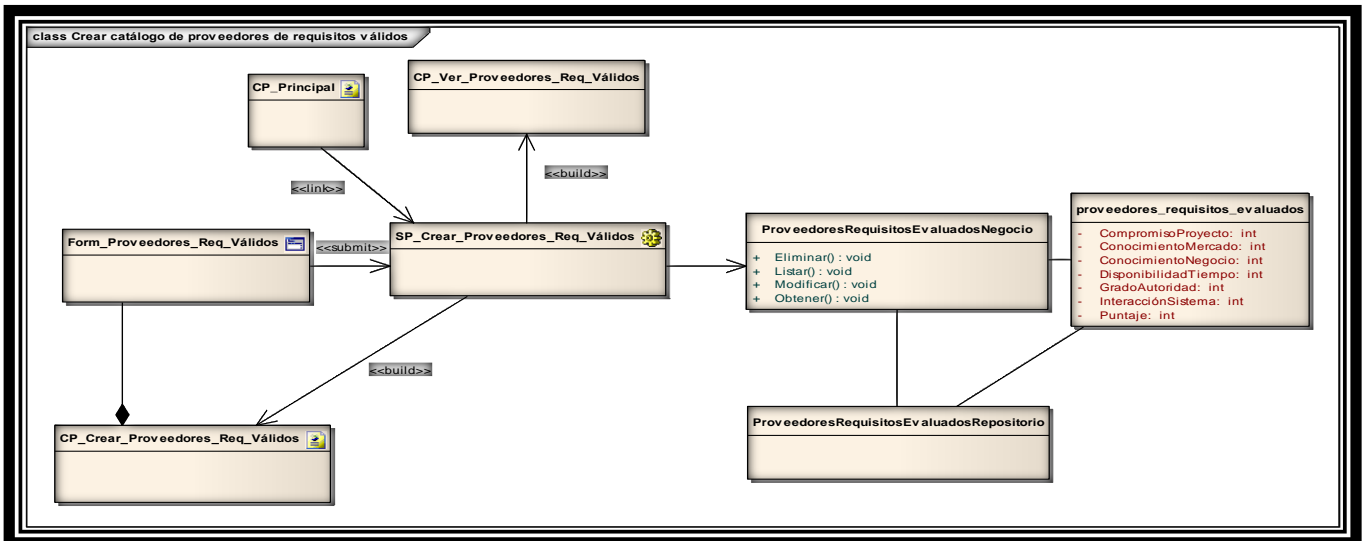 class Crear catálogo de proveedores de requisitos válidos
CP_Principal
CP_Ver_Proveedores_Req_Válidos
<<link>>
<<build>>
Form_Proveedores_Req_Válidos
<<submit>>
SP_Crear_Proveedores_Req_Válidos
ProveedoresRequisitosEvaluadosNegocio
+ Eliminar() : void
+ Listar() : void
+ Modificar() : void
+ Obtener() : void
proveedores_requisitos_evaluados
- CompromisoProyecto: int
- ConocimientoMercado: int
- ConocimientoNegocio: int
- DisponibilidadTiempo: int
- GradoAutoridad: int
- InteracciónSistema: int
- Puntaje: int
<<build>>
CP_Crear_Proveedores_Req_Válidos
ProveedoresRequisitosEvaluadosRepositorio